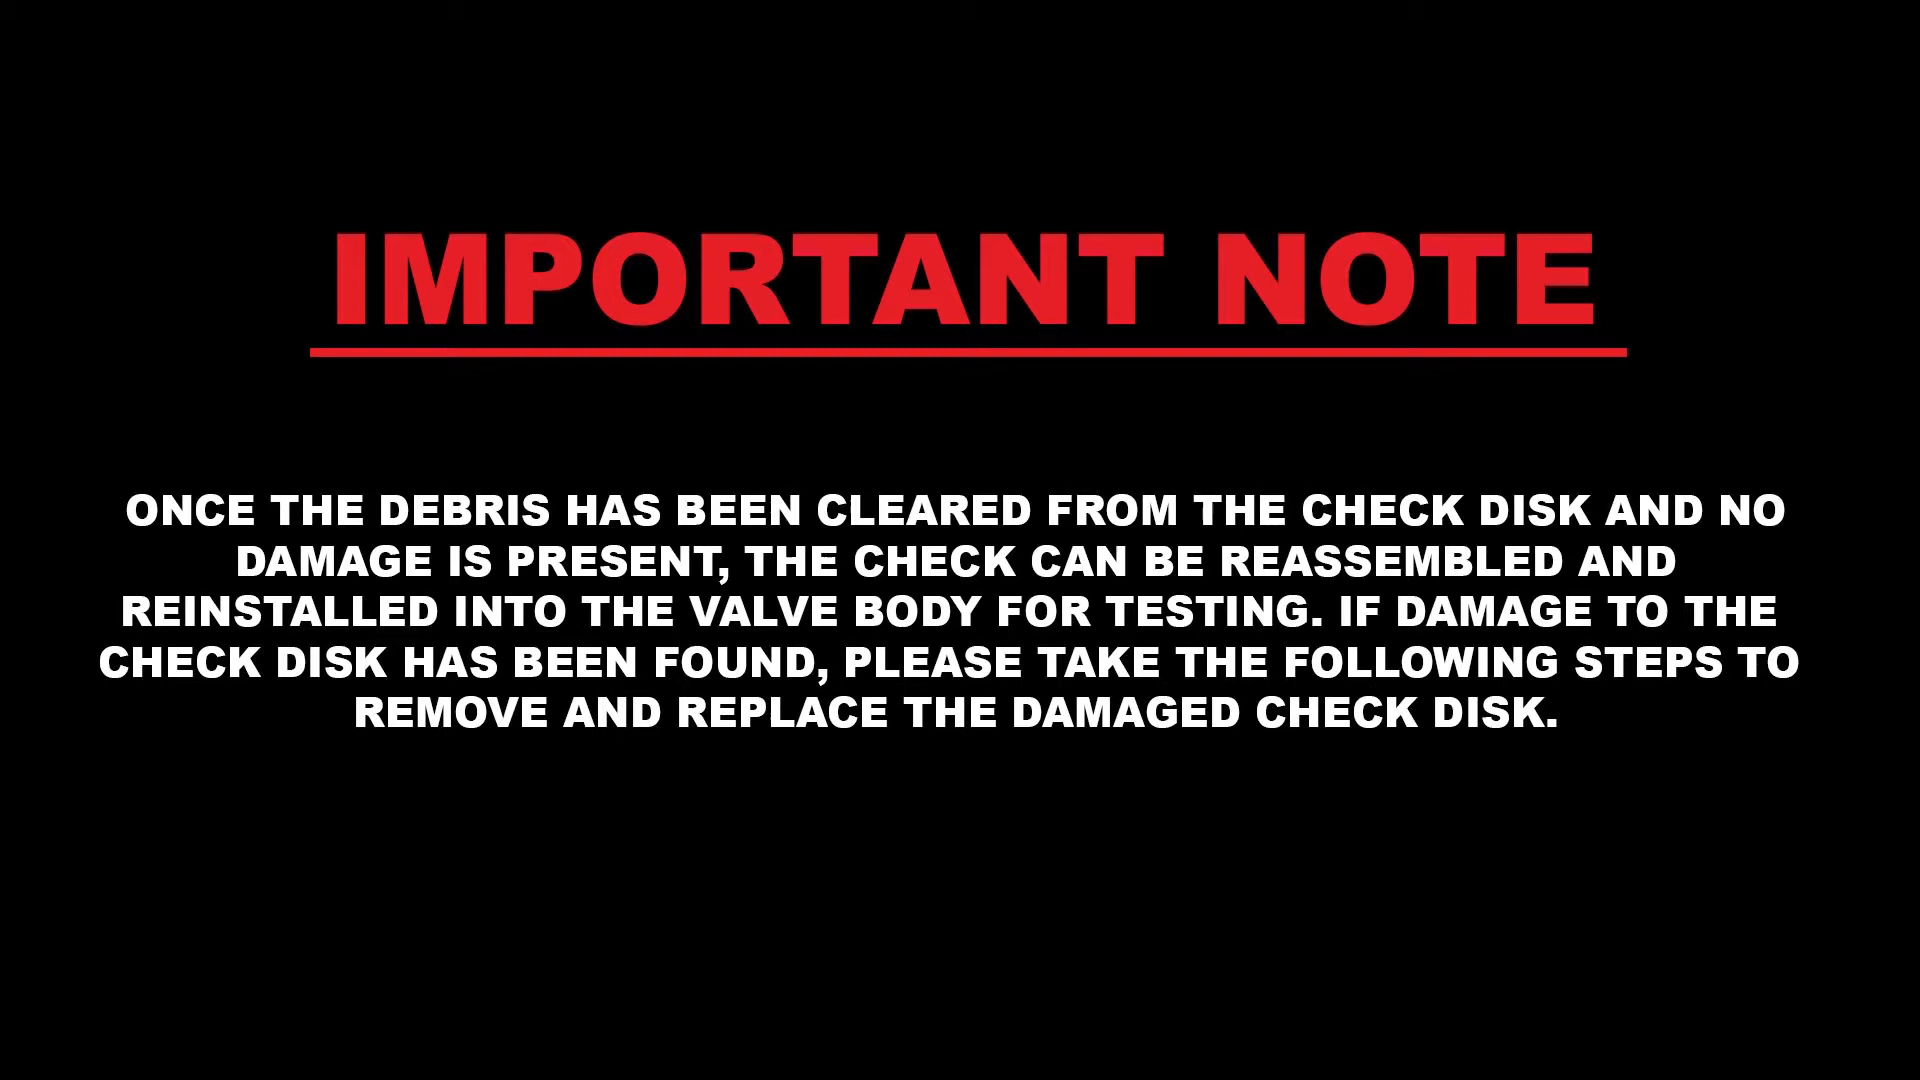 IMPORTANT NOTE
ONCE THE DEBRIS HAS BEEN CLEARED FROM THE CHECK DISK AND NO
DAMAGE IS PRESENT, THE CHECK CAN BE REASSEMBLED AND
REINSTALLED INTO THE VALVE BODY FOR TESTING. IF DAMAGE TO THE
CHECK DISK HAS BEEN FOUND, PLEASE TAKE THE FOLLOWING STEPS TO
REMOVE AND REPLACE THE DAMAGED CHECK DISK.